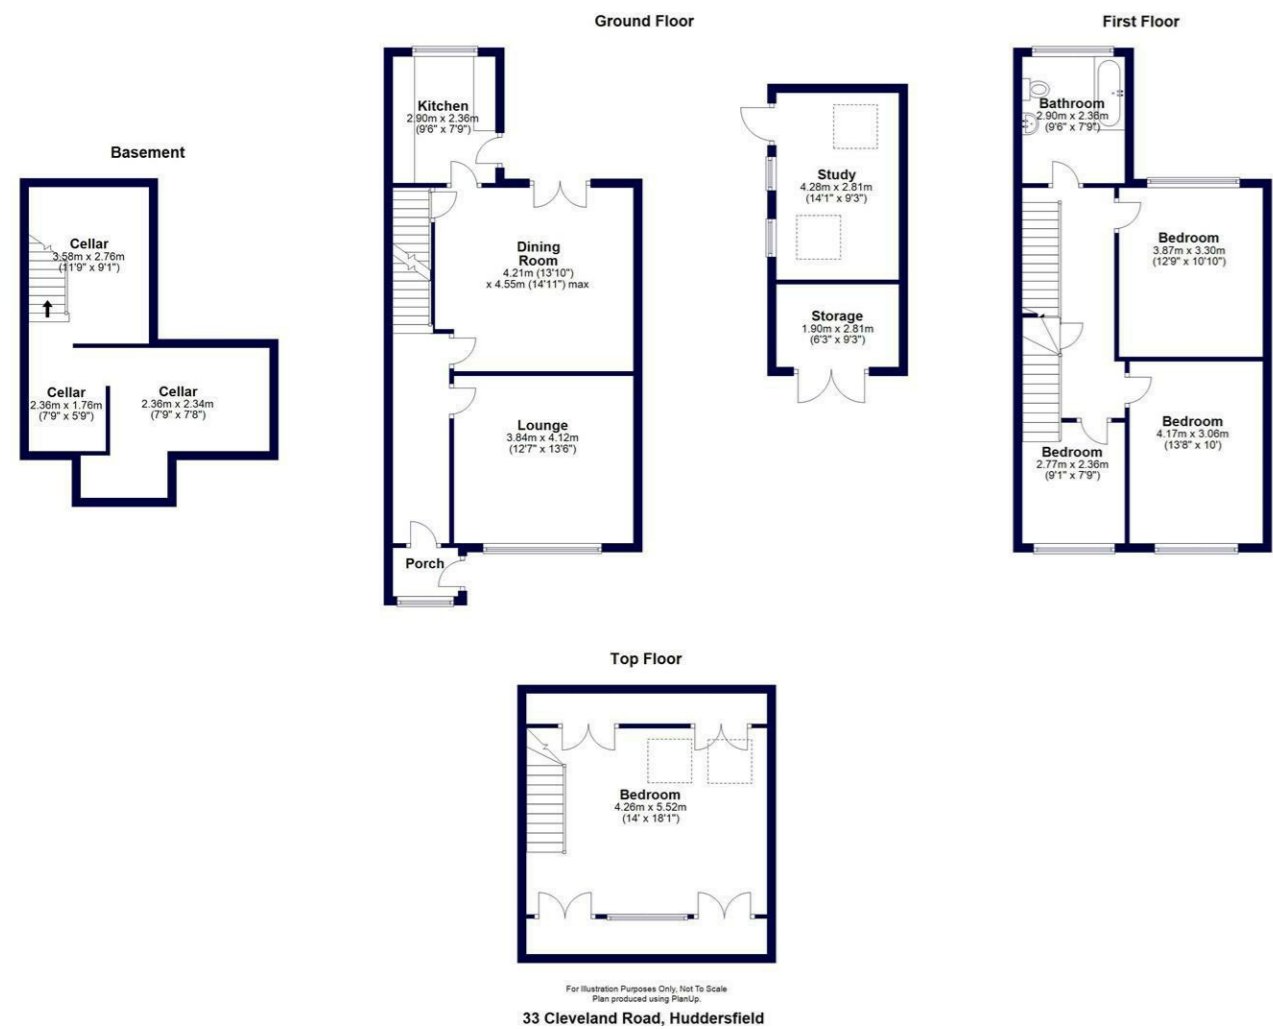 Ground Floor
First Floor
Kitchen
2.90m x 2.36m
(9'6" x 7'9")
Bathroom
2.90m x 2.36m
(9'6" x 7'9")
Basement
Study
4.28m x 2.81m
(14'1" x 9'3")
Cellar
3.58m x 2.76m
(11'9" x 9'1")
Dining
Room
4.21m (13'10")
x 4.55m (14'11") max
Bedroom
3.87m x 3.30m
(12'9" x 10'10")
Storage
1.90m x 2.81m
(6'3" x 9'3")
Cellar
2.36m x 1.76m
(7'9" x 5'9")
Cellar
2.36m x 2.34m
(7'9" x 7'8")
Lounge
3.84m x 4.12m
(12'7" x 13'6")
Bedroom
4.17m x 3.06m
(13'8" x 10')
Bedroom
2.77m x 2.36m
(9'1" x 7'9")
Porch
Top Floor
Bedroom
4.26m x 5.52m
(14' x 18'1")
For Illustration Purposes Only, Not To Scale
Plan produced using PlanUp.
33 Cleveland Road, Huddersfield